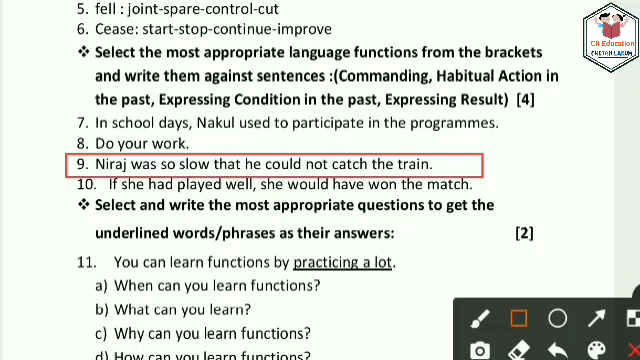 5. fell : joint-spare-control-cut
6. Cease: start-stop-continue-improve
❖ Select the most appropriate language functions from the brackets
and write them against sentences :(Commanding, Habitual Action in
the past, Expressing Condition in the past, Expressing Result) [4]
7. In school days, Nakul used to participate in the programmes.
8. Do your work.
9. Niraj was so slow that he could not catch the train.
10. If she had played well, she would have won the match.
❖ Select and write the most appropriate questions to get the
underlined words/phrases as their answers: [2]
11. You can learn functions by practicing a lot.
a) When can you learn functions?
b) What can you learn?
c) Why can you learn functions?
d) How can you learn functions?
CR Education
CHETAN LARUM